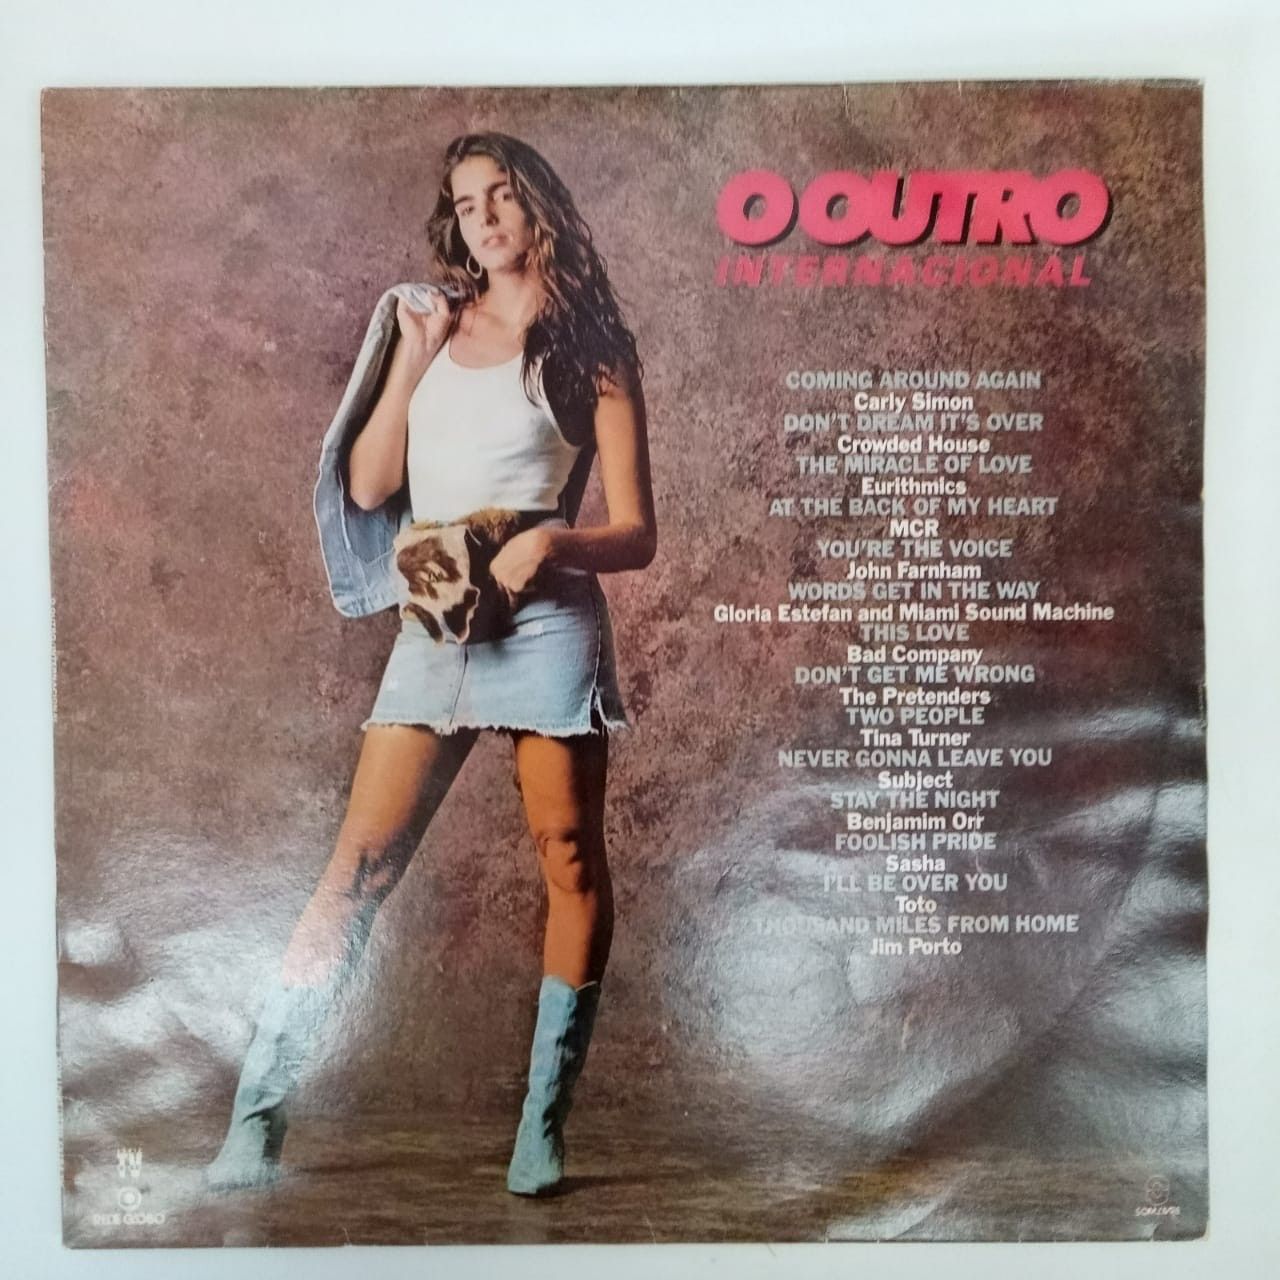 O OUTRO
INTERNACIONAL
COMING AROUND AGAIN
Carly Simon
DON'T DREAM IT'S OVER
Crowded House
THE MIRACLE OF LOVE
Eurithmics
AT THE BACK OF MY HEART
MCR
YOU'RE THE VOICE
John Farnham
WORDS GET IN THE WAY
Gloria Estefan and Miami Sound Machine
THIS LOVE
Bad Company
DON'T GET ME WRONG
The Pretenders
TWO PEOPLE
Tina Turner
NEVER GONNA LEAVE YOU
Subject
STAY THE NIGHT
Benjamim Orr
FOOLISH PRIDE
Sasha
I'LL BE OVER YOU
Toto
THOUSAND MILES FROM HOME
Jim Porto
REDE GLOBO
SOM LIVRE